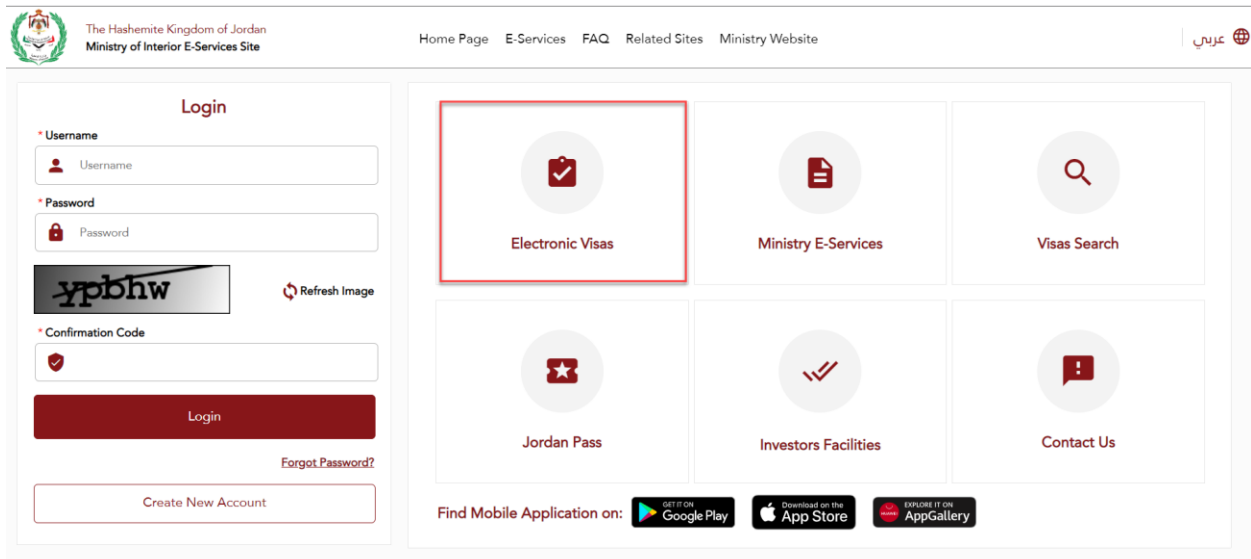 The Hashemite Kingdom of Jordan
Ministry of Interior E-Services Site
Home Page E-Services FAQ Related Sites Ministry Website
عربي
Login
* Username
Username
* Password
Password
ypbhw
Refresh Image
* Confirmation Code
Login
Forgot Password?
Create New Account
Electronic Visas
Ministry E-Services
Visas Search
Jordan Pass
Investors Facilities
Contact Us
Find Mobile Application on:
GET IT ON
Google Play
Download on the
App Store
EXPLORE IT ON
AppGallery